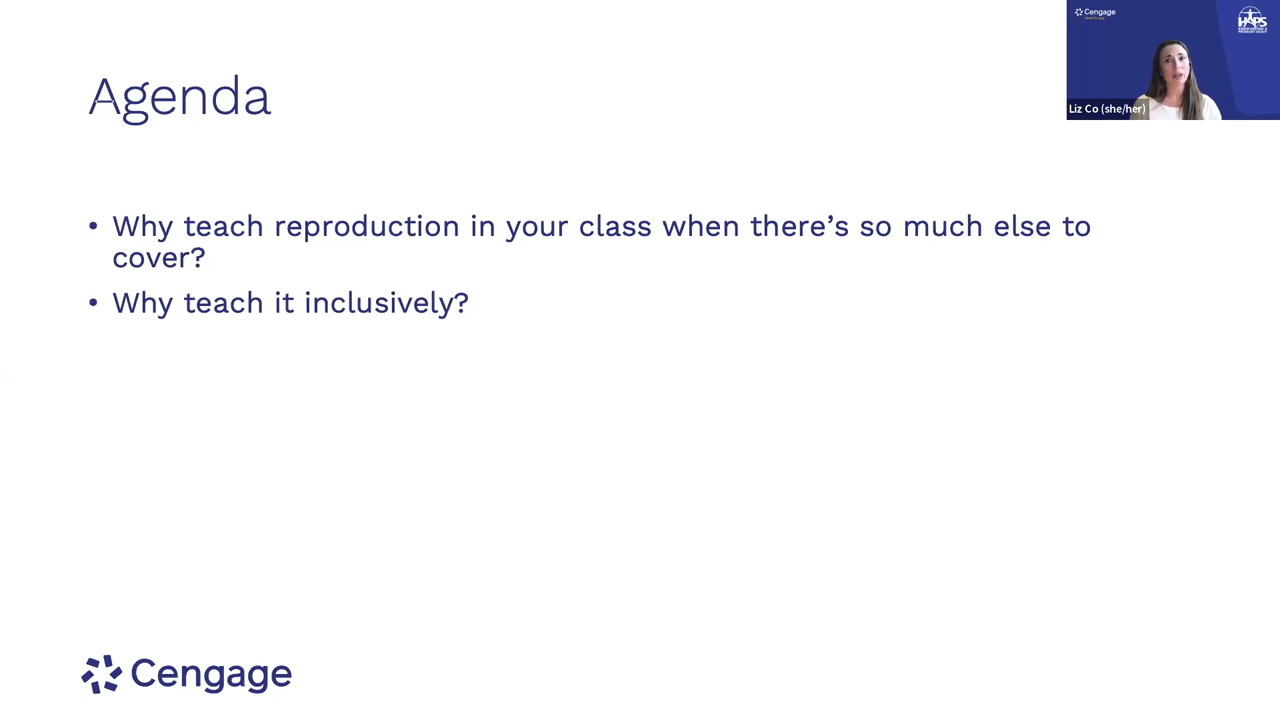 Cengage
HAPS
Liz Co (she/her)
Agenda
• Why teach reproduction in your class when there’s so much else to
cover?
• Why teach it inclusively?
Cengage